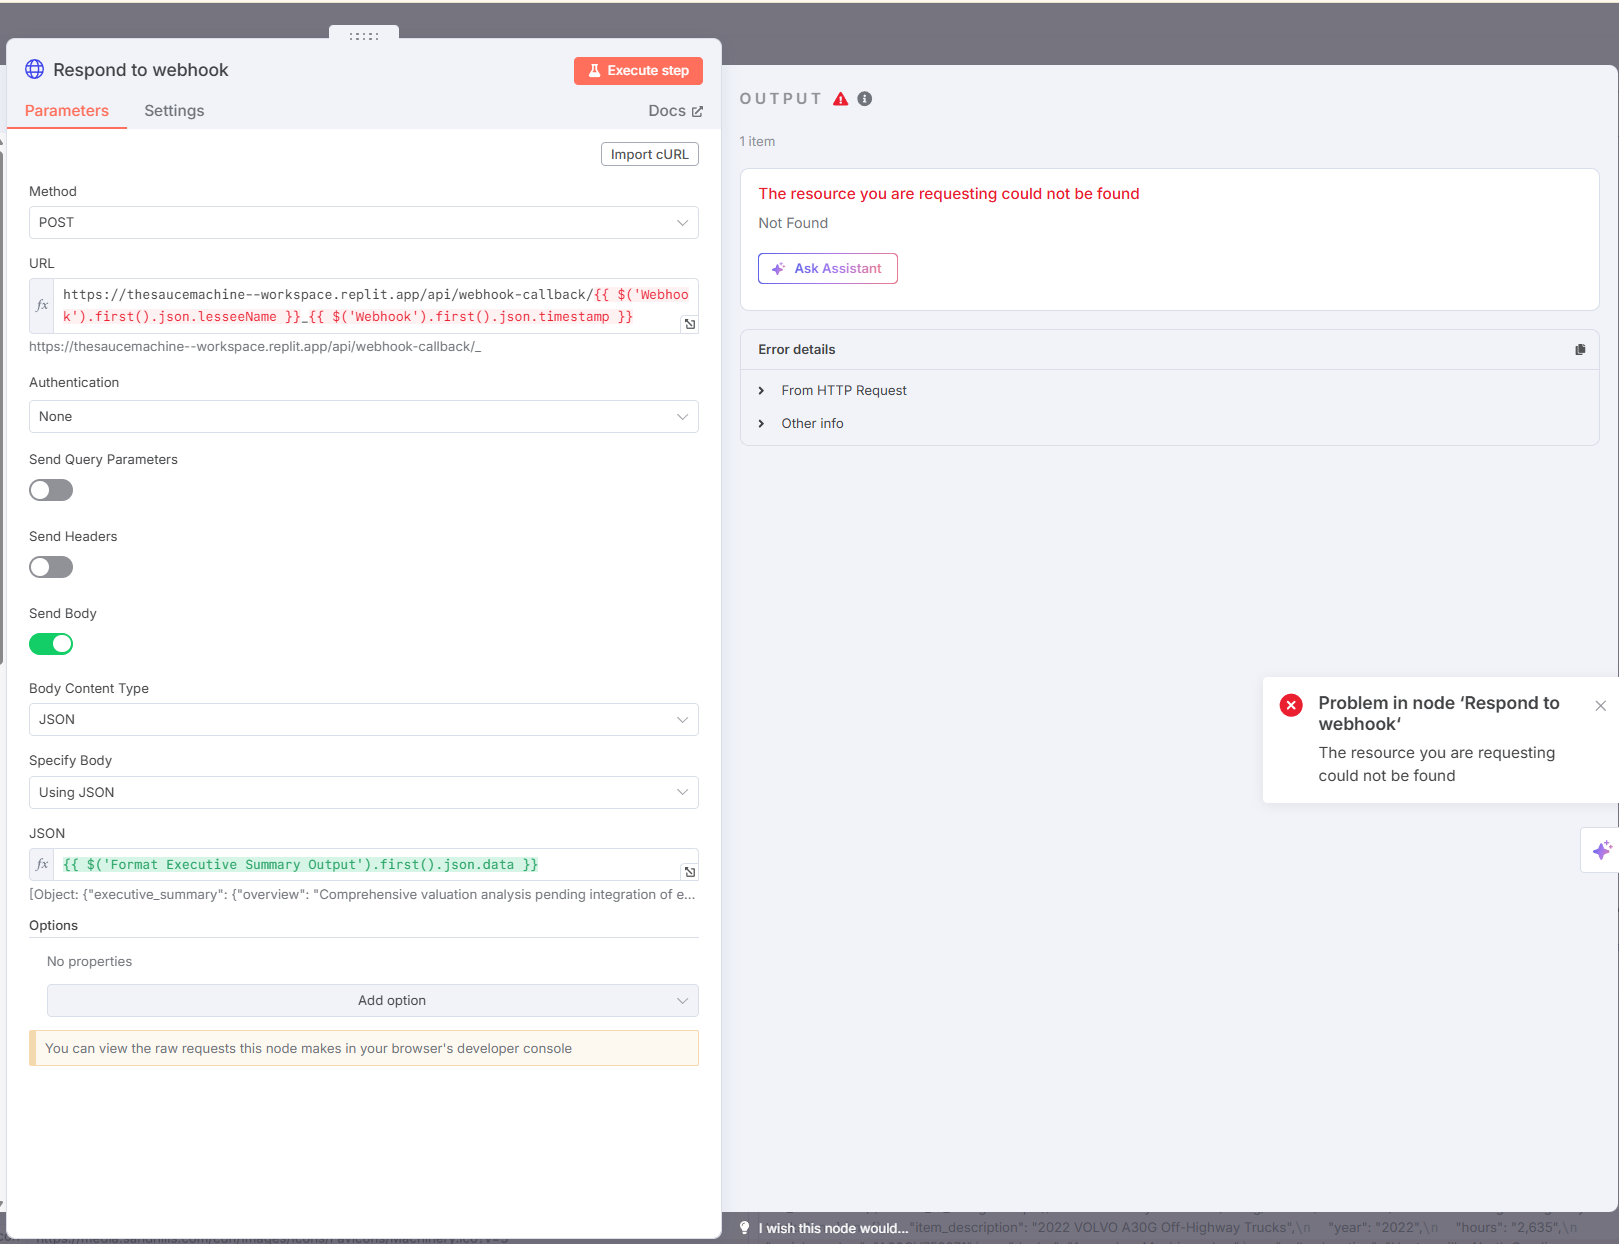 Respond to webhook
Execute step
Parameters
Settings
Docs
Import cURL
Method
POST
URL
fx
https://thesaucemachine--workspace.replit.app/api/webhook-callback/{{ $('Webhoo
k').first().json.lesseeName }}_{{ $('Webhook').first().json.timestamp }}
https://thesaucemachine--workspace.replit.app/api/webhook-callback/_
Authentication
None
Send Query Parameters
Send Headers
Send Body
Body Content Type
JSON
Specify Body
Using JSON
JSON
fx
{{ $('Format Executive Summary Output').first().json.data }}
[Object: {"executive_summary": {"overview": "Comprehensive valuation analysis pending integration of e...
Options
No properties
Add option
You can view the raw requests this node makes in your browser's developer console
OUTPUT
1 item
The resource you are requesting could not be found
Not Found
Ask Assistant
Error details
From HTTP Request
Other info
Problem in node ‘Respond to
webhook‘
The resource you are requesting
could not be found
I wish this node would...
"item_description": "2022 VOLVO A30G Off-Highway Trucks",\n "year": "2022",\n "hours": "2,635",\n